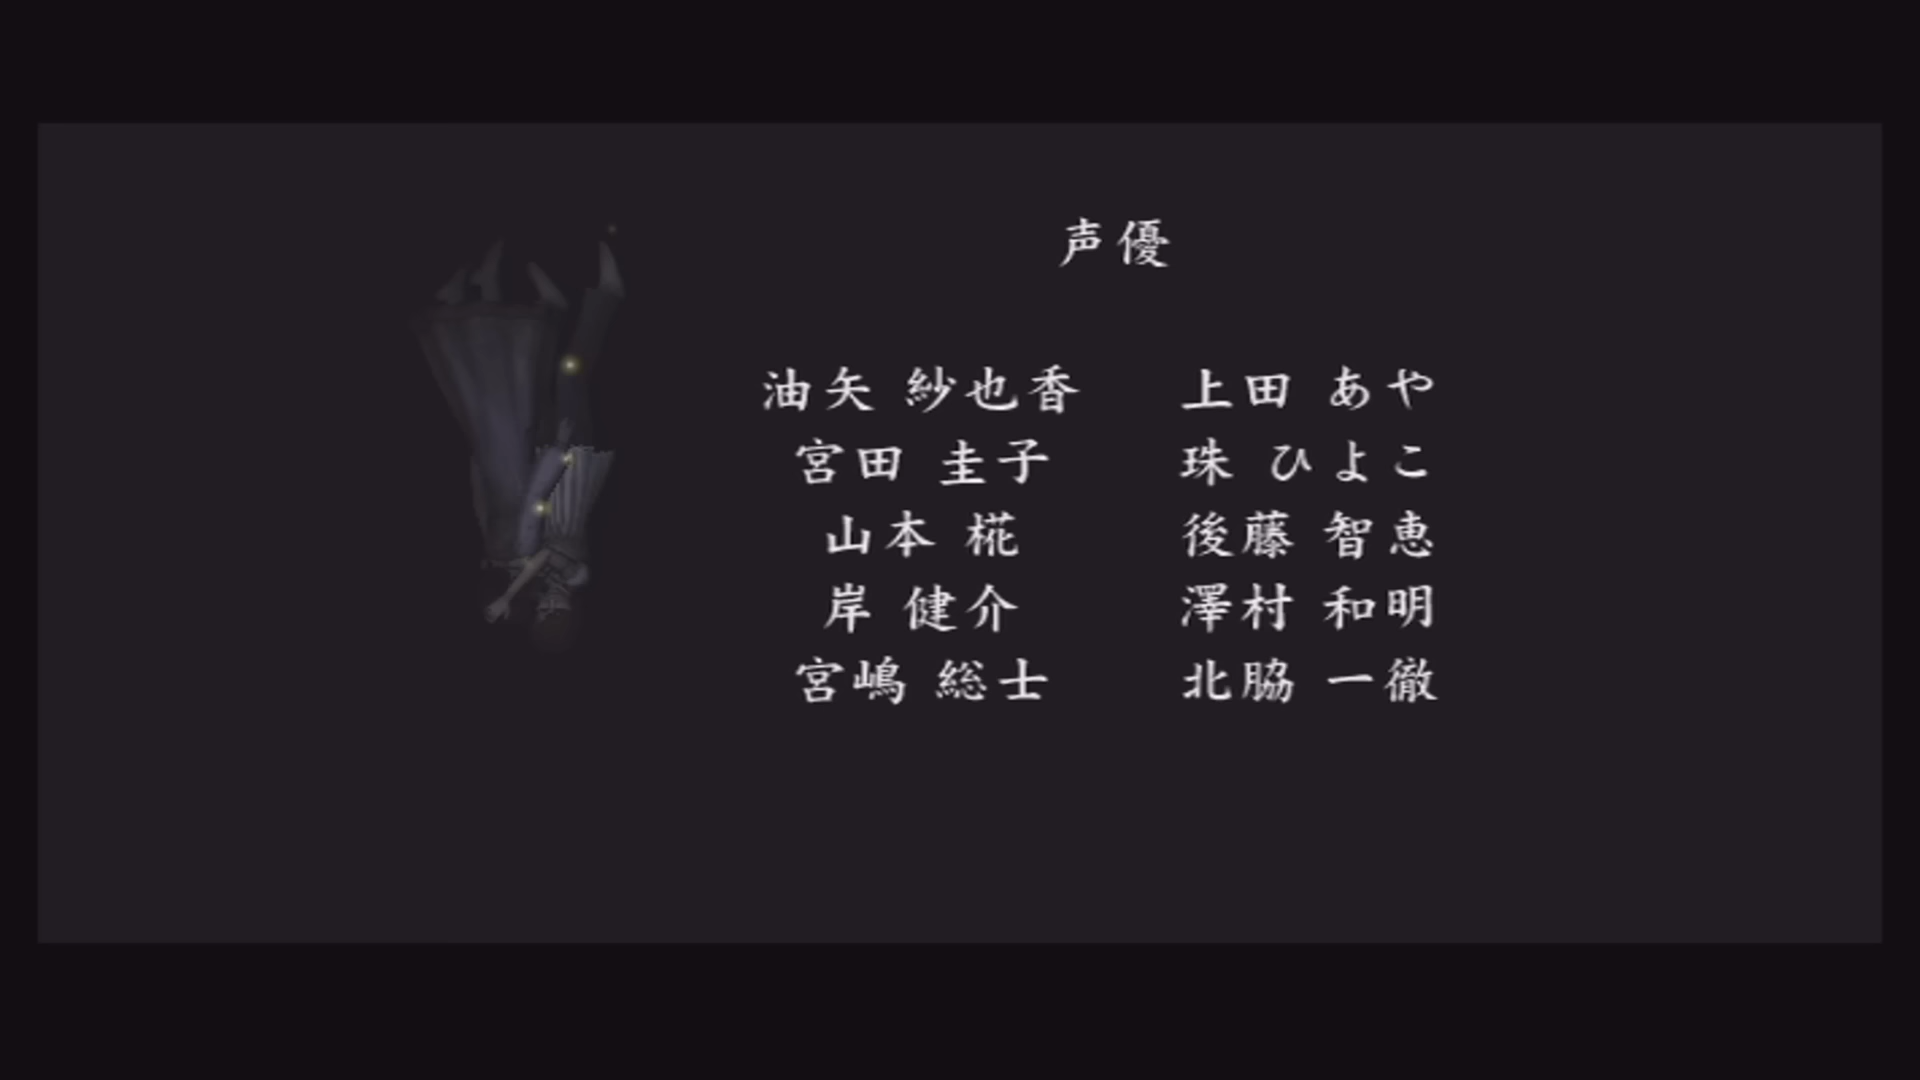 声優
油矢 紗也香 上田 あや
宮田 圭子 珠 ひよこ
山本 椛 後藤 智恵
岸 健介 澤村 和明
宮嶋 総士 北脇 一徹